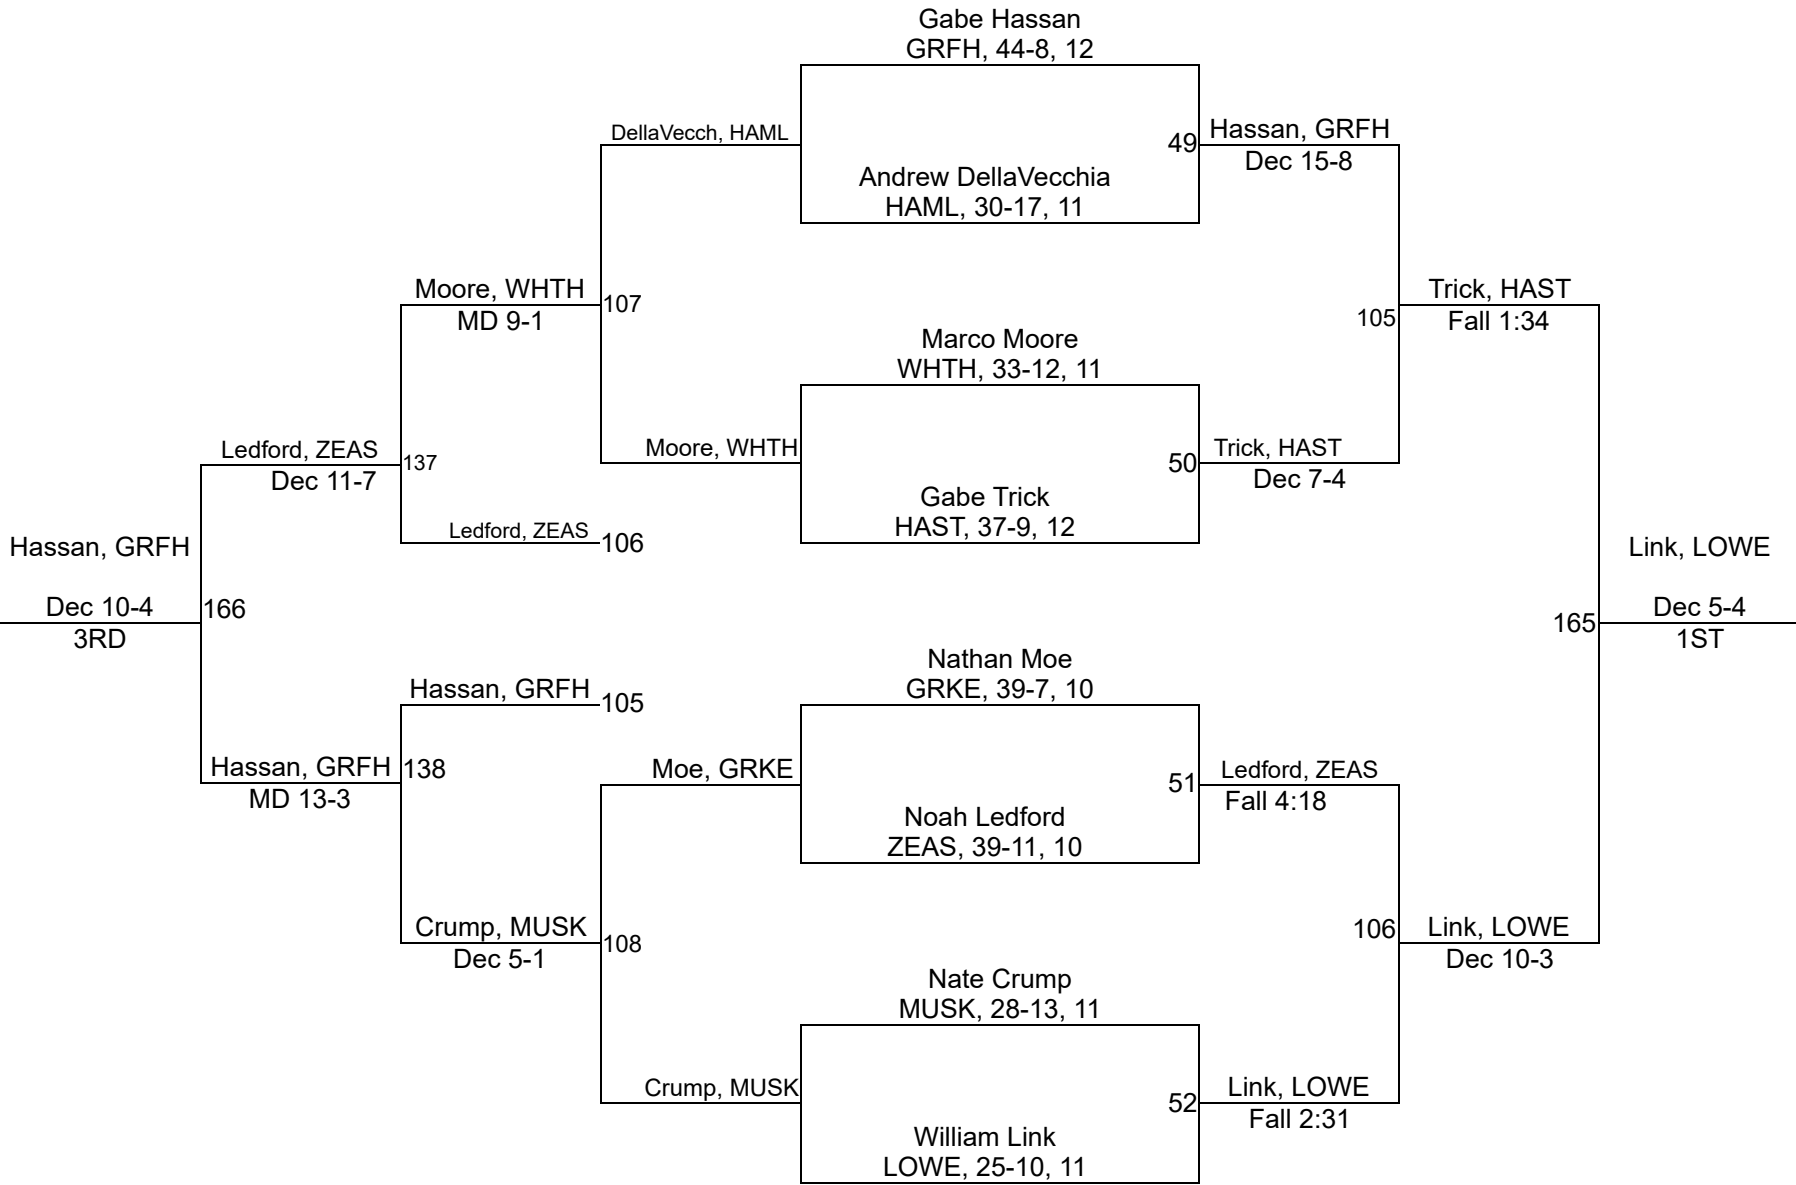 Gabe Hassan
GRFH, 44-8, 12
DellaVecch, HAML
49
Hassan, GRFH
Dec 15-8
Andrew DellaVecchia
HAML, 30-17, 11
Moore, WHTH
MD 9-1
107
105
Trick, HAST
Fall 1:34
Marco Moore
WHTH, 33-12, 11
Ledford, ZEAS
Dec 11-7
137
Moore, WHTH
50
Trick, HAST
Dec 7-4
Gabe Trick
HAST, 37-9, 12
Ledford, ZEAS
106
Hassan, GRFH
Dec 10-4
3RD
166
Link, LOWE
165
Dec 5-4
1ST
Nathan Moe
GRKE, 39-7, 10
Hassan, GRFH
105
Hassan, GRFH
MD 13-3
138
Moe, GRKE
51
Ledford, ZEAS
Fall 4:18
Noah Ledford
ZEAS, 39-11, 10
Crump, MUSK
Dec 5-1
108
106
Link, LOWE
Dec 10-3
Nate Crump
MUSK, 28-13, 11
Crump, MUSK
52
Link, LOWE
Fall 2:31
William Link
LOWE, 25-10, 11